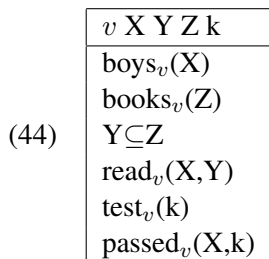 v X Y Z k
boys_v(X)
books_v(Z)
(44) Y⊆Z
read_v(X,Y)
test_v(k)
passed_v(X,k)